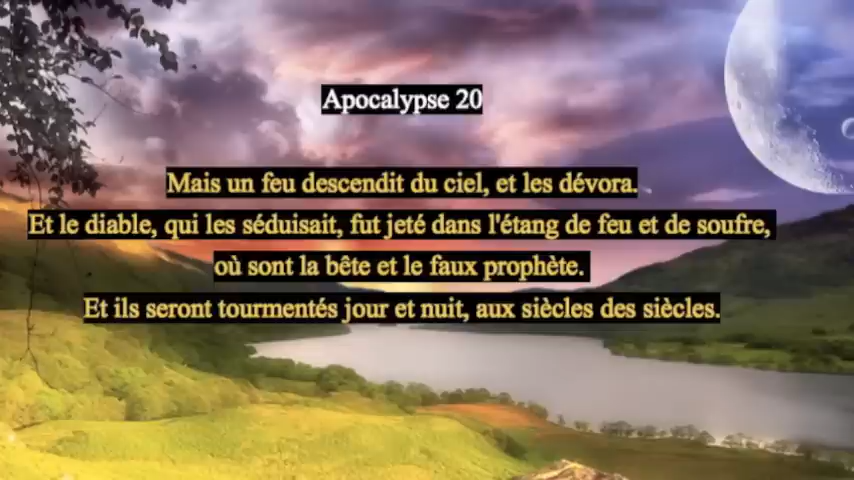 Apocalypse 20
Mais un feu descendit du ciel, et les dévora.
Et le diable, qui les séduisait, fut jeté dans l'étang de feu et de soufre,
où sont la bête et le faux prophète.
Et ils seront tourmentés jour et nuit, aux siècles des siècles.